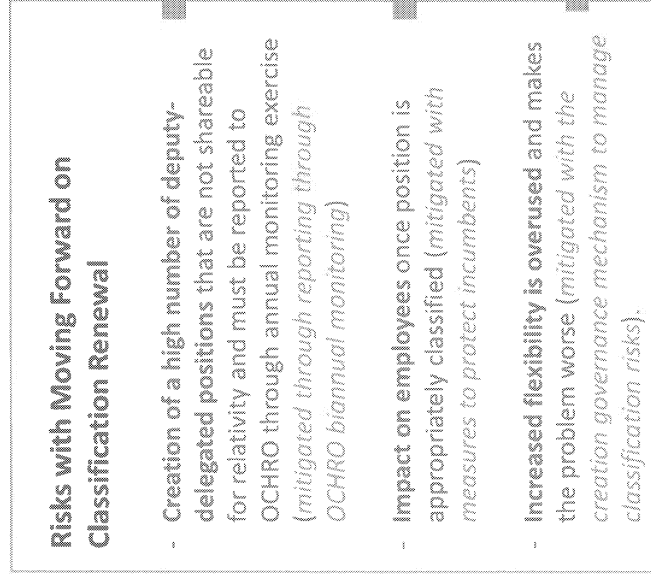 Risks with Moving Forward on
Classification Renewal
- Creation of a high number of deputy-
delegated positions that are not shareable
for relativity and must be reported to
OCHRO through annual monitoring exercise
(mitigated through reporting through
OCHRO biannual monitoring)
- Impact on employees once position is
appropriately classified (mitigated with
measures to protect incumbents)
- Increased flexibility is overused and makes
the problem worse (mitigated with the
creation governance mechanism to manage
classification risks).